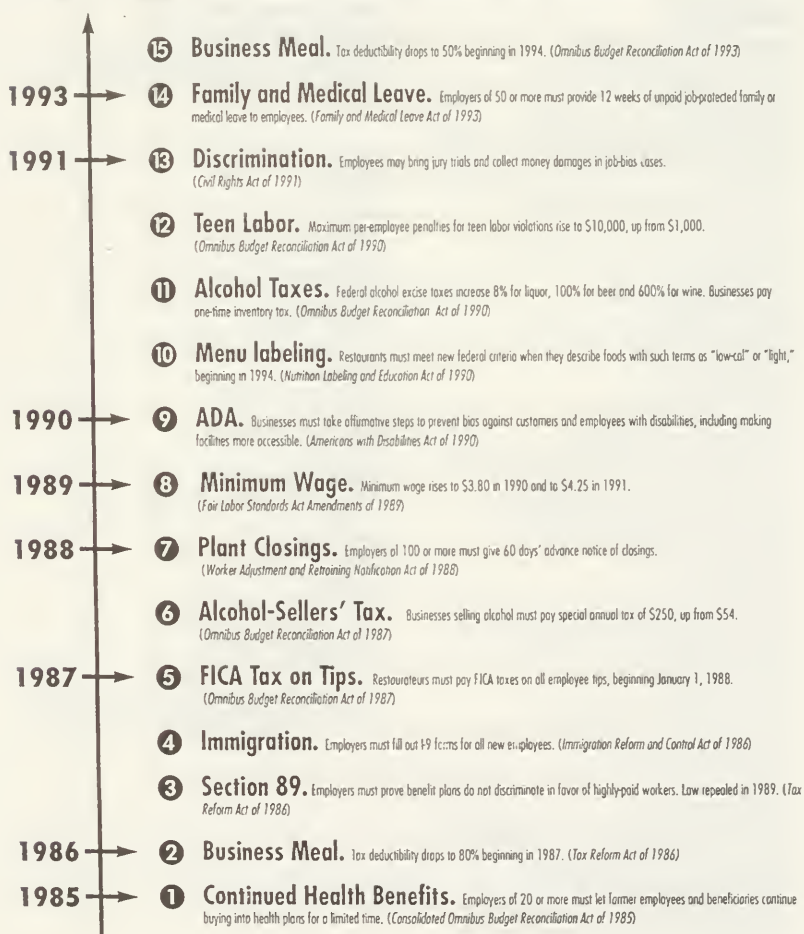 15 Business Meal. Tax deductibility drops to 50% beginning in 1994. (Omnibus Budget Reconciliation Act of 1993)
1993 14 Family and Medical Leave. Employers of 50 or more must provide 12 weeks of unpaid job-protected family or
medical leave to employees. (Family and Medical Leave Act of 1993)
1991 13 Discrimination. Employees may bring jury trials and collect money damages in job-bias cases.
(Civil Rights Act of 1991)
12 Teen Labor. Maximum per-employee penalties for teen labor violations rise to $10,000, up from $1,000.
(Omnibus Budget Reconciliation Act of 1990)
11 Alcohol Taxes. Federal alcohol excise taxes increase 8% for liquor, 100% for beer and 600% for wine. Businesses pay
one-time inventory tax. (Omnibus Budget Reconciliation Act of 1990)
10 Menu labeling. Restaurants must meet new federal criteria when they describe foods with such terms as "low-cal" or "light,"
beginning in 1994. (Nutrition Labeling and Education Act of 1990)
1990 9 ADA. Businesses must take affirmative steps to prevent bias against customers and employees with disabilities, including making
facilities more accessible. (Americans with Disabilities Act of 1990)
1989 8 Minimum Wage. Minimum wage rises to $3.80 in 1990 and to $4.25 in 1991.
(Fair Labor Standards Act Amendments of 1989)
1988 7 Plant Closings. Employers of 100 or more must give 60 days' advance notice of closings.
(Worker Adjustment and Retraining Notification Act of 1988)
6 Alcohol-Sellers' Tax. Businesses selling alcohol must pay special annual tax of $250, up from $54.
(Omnibus Budget Reconciliation Act of 1987)
1987 5 FICA Tax on Tips. Restaurateurs must pay FICA taxes on all employee tips, beginning January 1, 1988.
(Omnibus Budget Reconciliation Act of 1987)
4 Immigration. Employers must fill out I-9 forms for all new employees. (Immigration Reform and Control Act of 1986)
3 Section 89. Employers must prove benefit plans do not discriminate in favor of highly-paid workers. Law repealed in 1989. (Tax
Reform Act of 1986)
1986 2 Business Meal. Tax deductibility drops to 80% beginning in 1987. (Tax Reform Act of 1986)
1985 1 Continued Health Benefits. Employers of 20 or more must let former employees and beneficiaries continue
buying into health plans for a limited time. (Consolidated Omnibus Budget Reconciliation Act of 1985)